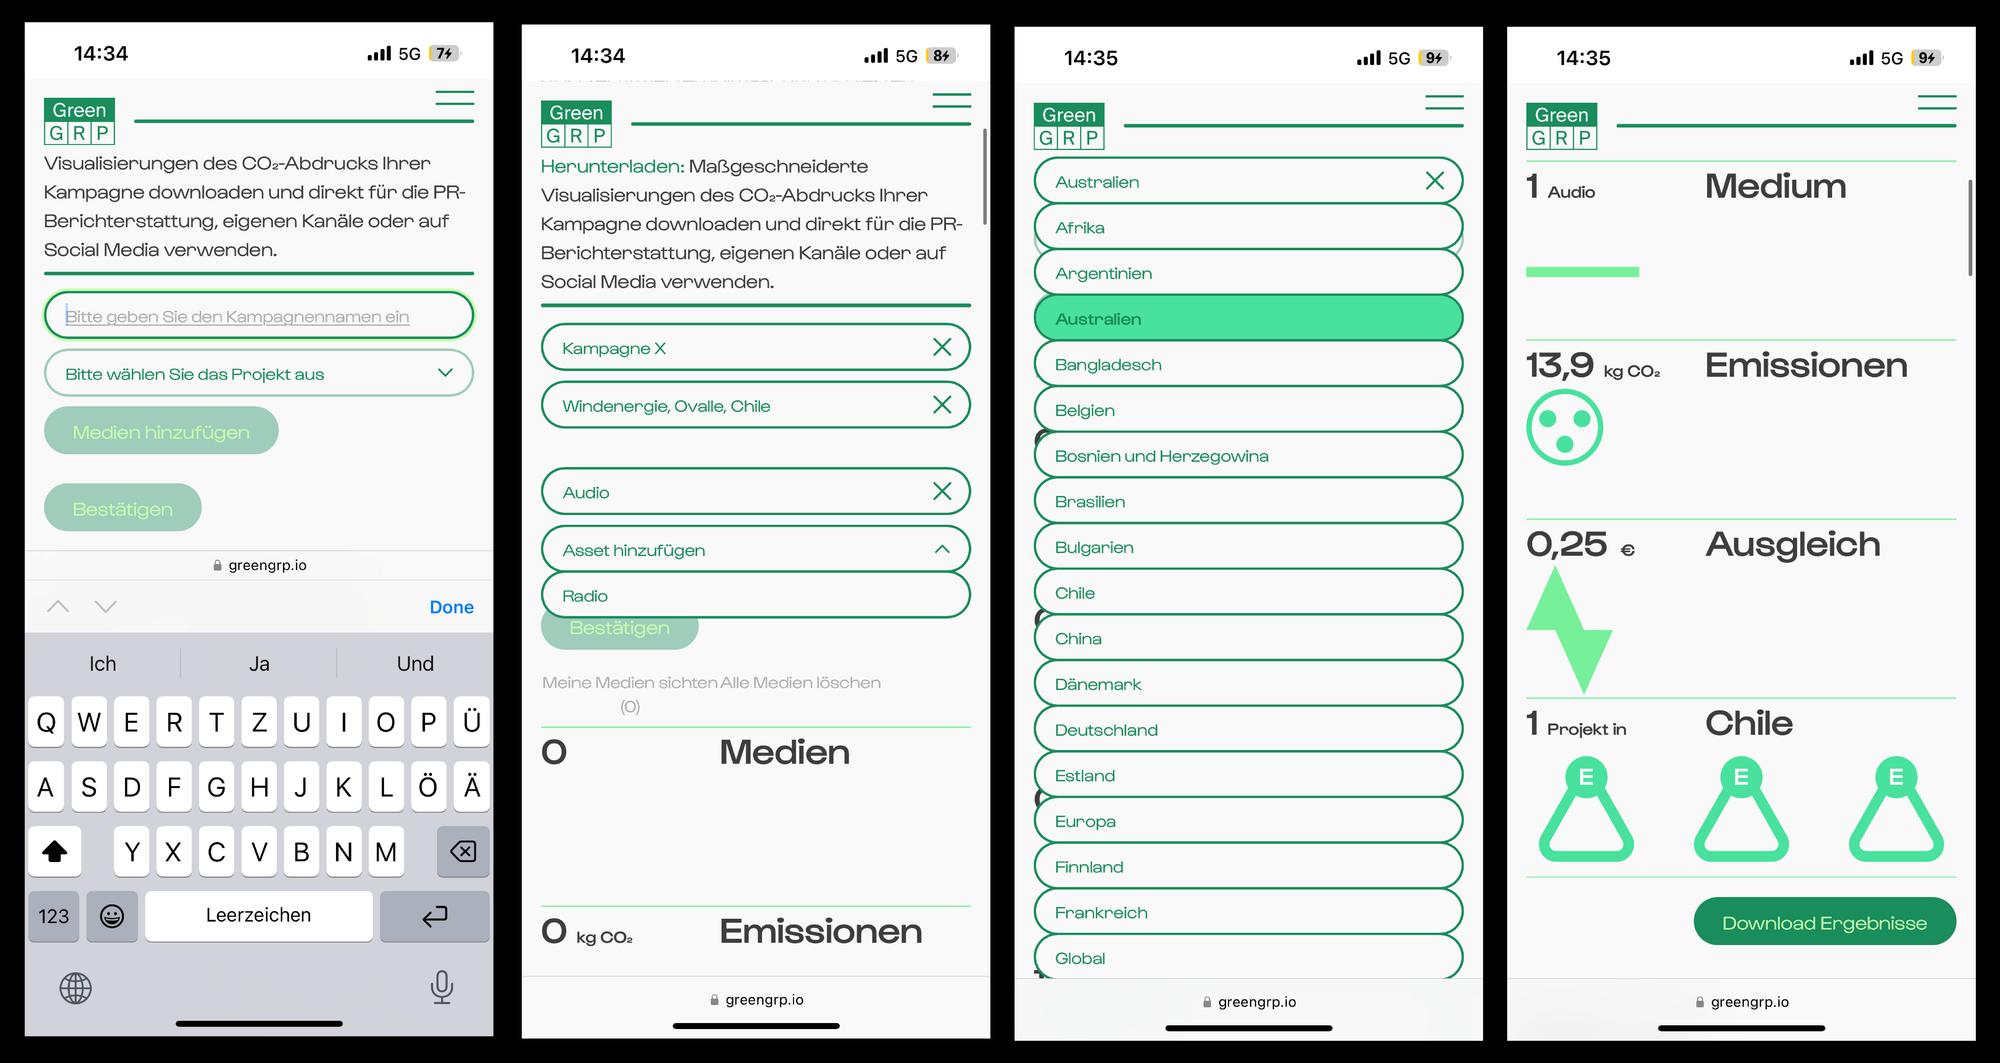 14:34
5G 7
Green
GRP
Visualisierungen des CO₂-Abdrucks Ihrer
Kampagne downloaden und direkt für die PR-
Berichterstattung, eigenen Kanäle oder auf
Social Media verwenden.
Bitte geben Sie den Kampagnennamen ein
Bitte wählen Sie das Projekt aus
Medien hinzufügen
Bestätigen
greengrp.io
Done
Ich Ja Und
Q W E R T Z U I O P Ü
A S D F G H J K L Ö Ä
Y X C V B N M
123 Leerzeichen
14:34
5G 8
Green
GRP
Herunterladen: Maßgeschneiderte
Visualisierungen des CO₂-Abdrucks Ihrer
Kampagne downloaden und direkt für die PR-
Berichterstattung, eigenen Kanäle oder auf
Social Media verwenden.
Kampagne X
Windenergie, Ovalle, Chile
Audio
Asset hinzufügen
Radio
Bestätigen
Meine Medien sichten Alle Medien löschen
(0)
0 Medien
0 kg CO₂ Emissionen
greengrp.io
14:35
5G 9
Green
GRP
Australien
Afrika
Argentinien
Australien
Bangladesch
Belgien
Bosnien und Herzegowina
Brasilien
Bulgarien
Chile
China
Dänemark
Deutschland
Estland
Europa
Finnland
Frankreich
Global
greengrp.io
14:35
5G 9
Green
GRP
1 Audio Medium
13,9 kg CO₂ Emissionen
0,25 € Ausgleich
1 Projekt in Chile
E E E
Download Ergebnisse
greengrp.io